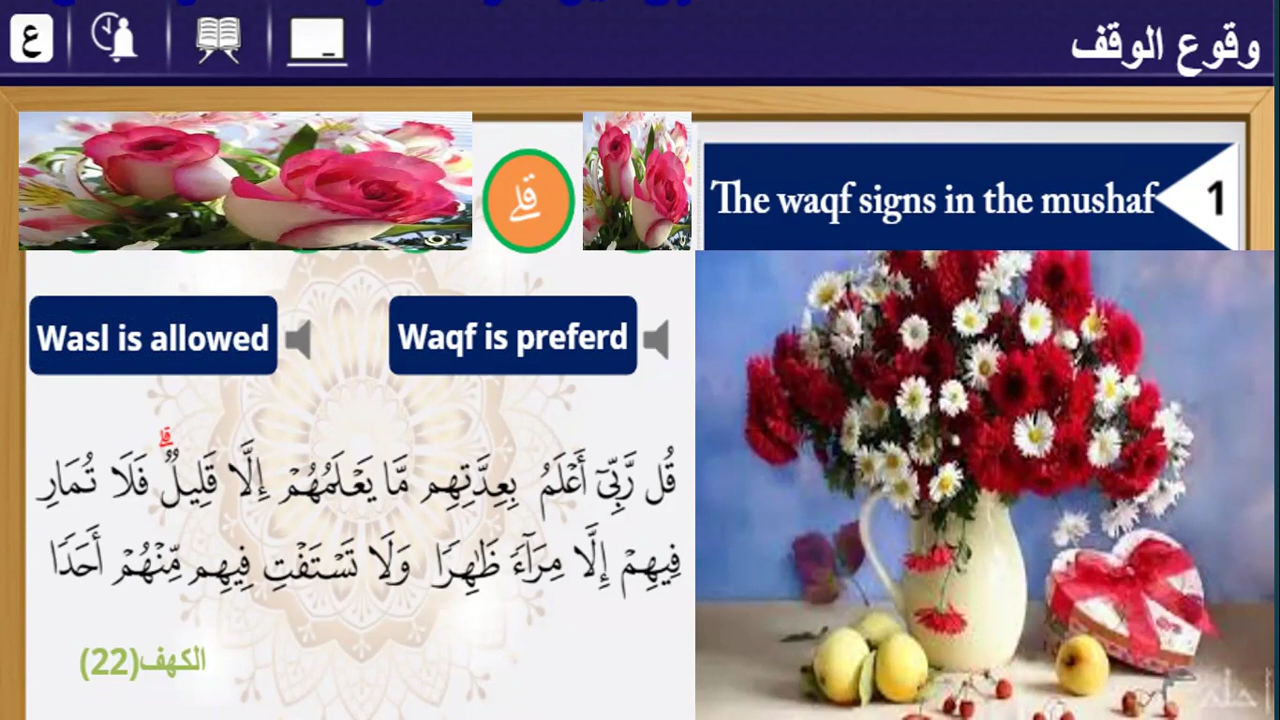 وقوع الوقف
ع
قلے
The waqf signs in the mushaf
1
Wasl is allowed
Waqf is preferd
قُل رَّبِّيٓ أَعۡلَمُ بِعِدَّتِهِم مَّا يَعۡلَمُهُمۡ إِلَّا قَلِيلٞۗ فَلَا تُمَارِ
فِيهِمۡ إِلَّا مِرَآءٗ ظَٰهِرٗا وَلَا تَسۡتَفۡتِ فِيهِم مِّنۡهُمۡ أَحَدٗا
الكهف(22)